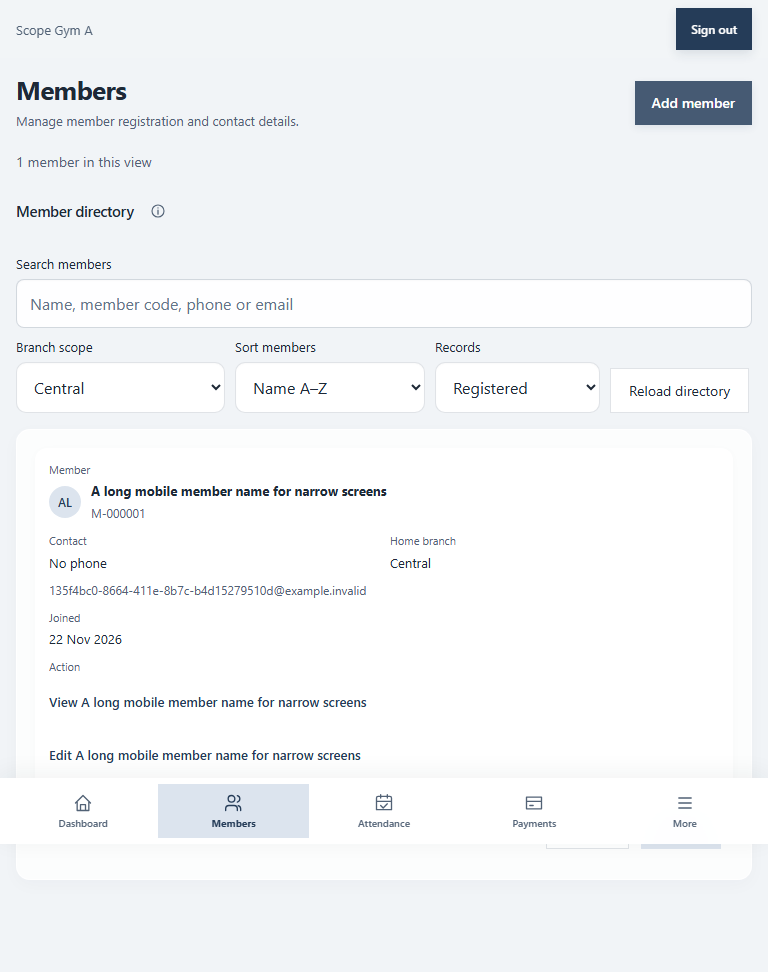 Scope Gym A
Sign out
Members
Add member
Manage member registration and contact details.
1 member in this view
Member directory
Search members
Name, member code, phone or email
Branch scope
Sort members
Records
Central
Name A–Z
Registered
Reload directory
Member
AL
A long mobile member name for narrow screens
M-000001
Contact
Home branch
No phone
Central
135f4bc0-8664-411e-8b7c-b4d15279510d@example.invalid
Joined
22 Nov 2026
Action
View A long mobile member name for narrow screens
Edit A long mobile member name for narrow screens
Dashboard
Members
Attendance
Payments
More